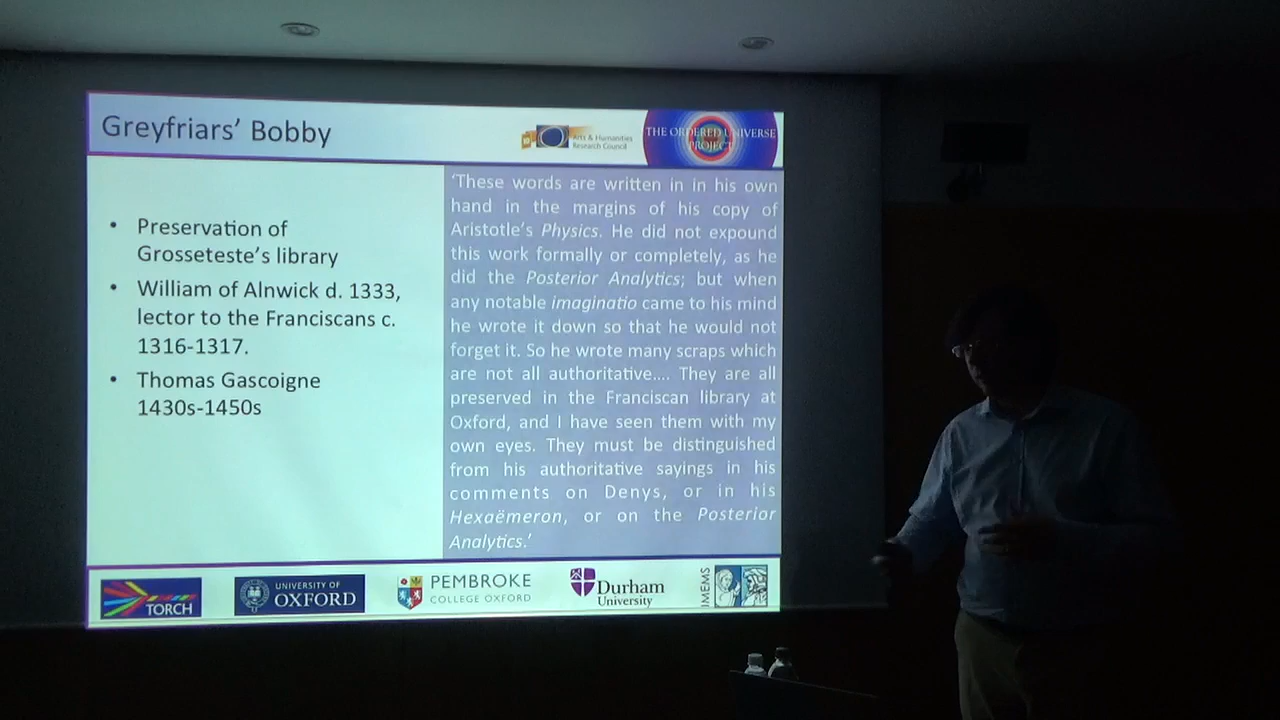 Greyfriars' Bobby
Arts & Humanities
Research Council
THE ORDERED UNIVERSE
PROJECT
• Preservation of
Grosseteste's library
• William of Alnwick d. 1333,
lector to the Franciscans c.
1316-1317.
• Thomas Gascoigne
1430s-1450s
'These words are written in in his own
hand in the margins of his copy of
Aristotle's Physics. He did not expound
this work formally or completely, as he
did the Posterior Analytics; but when
any notable imaginatio came to his mind
he wrote it down so that he would not
forget it. So he wrote many scraps which
are not all authoritative.... They are all
preserved in the Franciscan library at
Oxford, and I have seen them with my
own eyes. They must be distinguished
from his authoritative sayings in his
comments on Denys, or in his
Hexaëmeron, or on the Posterior
Analytics.'
TORCH
UNIVERSITY OF
OXFORD
PEMBROKE
COLLEGE OXFORD
Durham
University
IMEMS